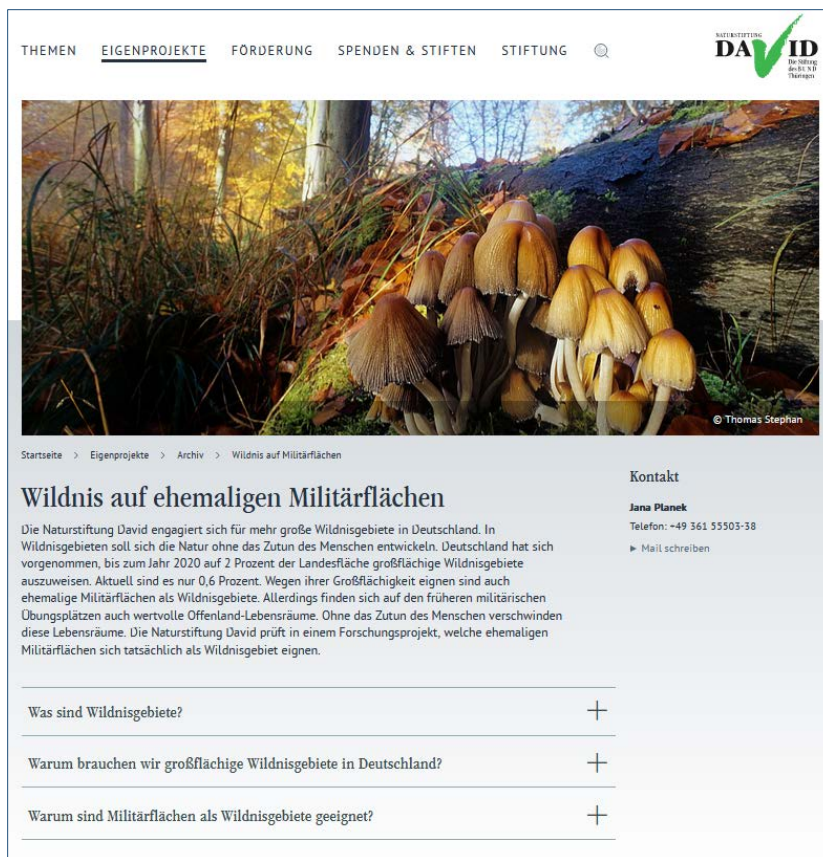 THEMEN EIGENPROJEKTE FÖRDERUNG SPENDEN & STIFTEN STIFTUNG
NATURSTIFTUNG
DAVID
Die Stiftung
des BUND
Thüringen
© Thomas Stephan
Startseite > Eigenprojekte > Archiv > Wildnis auf Militärflächen
Wildnis auf ehemaligen Militärflächen
Die Naturstiftung David engagiert sich für mehr große Wildnisgebiete in Deutschland. In
Wildnisgebieten soll sich die Natur ohne das Zutun des Menschen entwickeln. Deutschland hat sich
vorgenommen, bis zum Jahr 2020 auf 2 Prozent der Landesfläche großflächige Wildnisgebiete
auszuweisen. Aktuell sind es nur 0,6 Prozent. Wegen ihrer Großflächigkeit eignen sind auch
ehemalige Militärflächen als Wildnisgebiete. Allerdings finden sich auf den früheren militärischen
Übungsplätzen auch wertvolle Offenland-Lebensräume. Ohne das Zutun des Menschen verschwinden
diese Lebensräume. Die Naturstiftung David prüft in einem Forschungsprojekt, welche ehemaligen
Militärflächen sich tatsächlich als Wildnisgebiet eignen.
Kontakt
Jana Planek
Telefon: +49 361 55503-38
▶ Mail schreiben
Was sind Wildnisgebiete?
Warum brauchen wir großflächige Wildnisgebiete in Deutschland?
Warum sind Militärflächen als Wildnisgebiete geeignet?